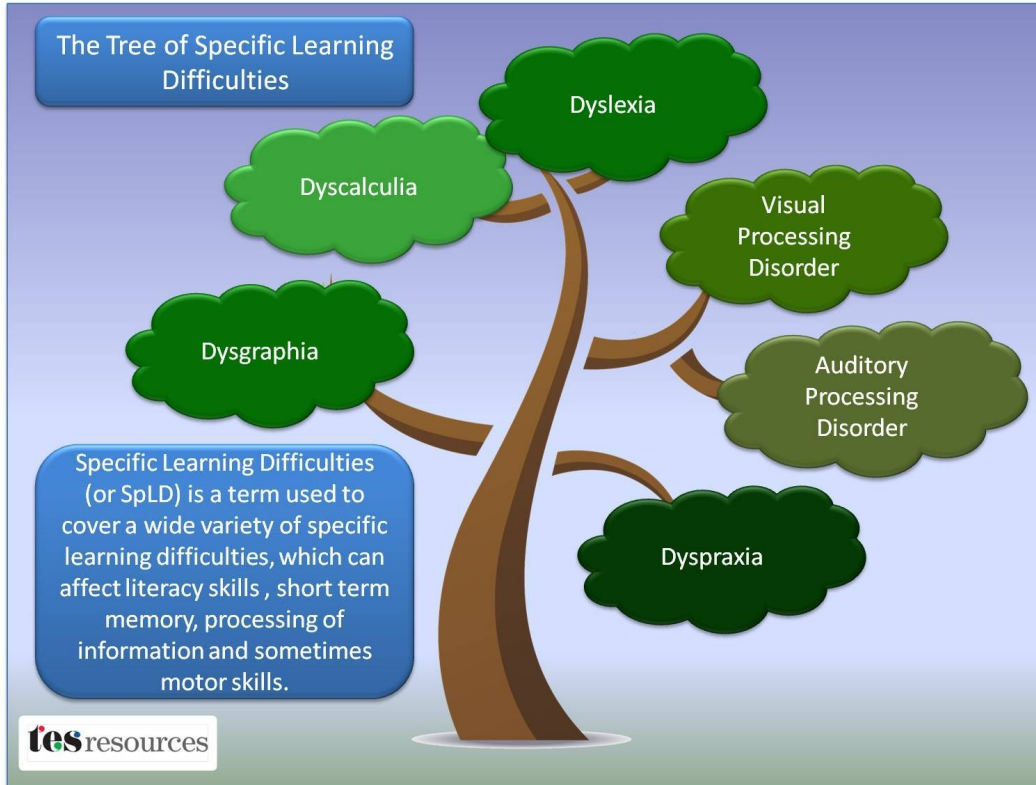 The Tree of Specific Learning
Difficulties
Dyslexia
Dyscalculia
Visual
Processing
Disorder
Dysgraphia
Auditory
Processing
Disorder
Specific Learning Difficulties
(or SpLD) is a term used to
cover a wide variety of specific
learning difficulties, which can
affect literacy skills , short term
memory, processing of
information and sometimes
motor skills.
Dyspraxia
tes resources